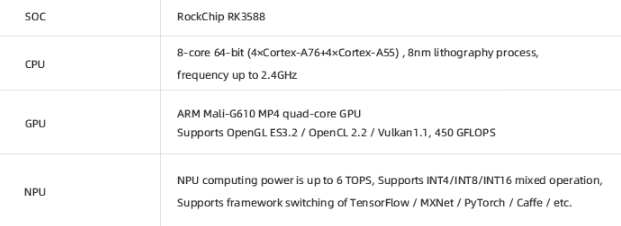 SOC
RockChip RK3588
CPU
8-core 64-bit (4×Cortex-A76+4×Cortex-A55) , 8nm lithography process,
frequency up to 2.4GHz
GPU
ARM Mali-G610 MP4 quad-core GPU
Supports OpenGL ES3.2 / OpenCL 2.2 / Vulkan1.1, 450 GFLOPS
NPU
NPU computing power is up to 6 TOPS, Supports INT4/INT8/INT16 mixed operation,
Supports framework switching of TensorFlow / MXNet / PyTorch / Caffe / etc.